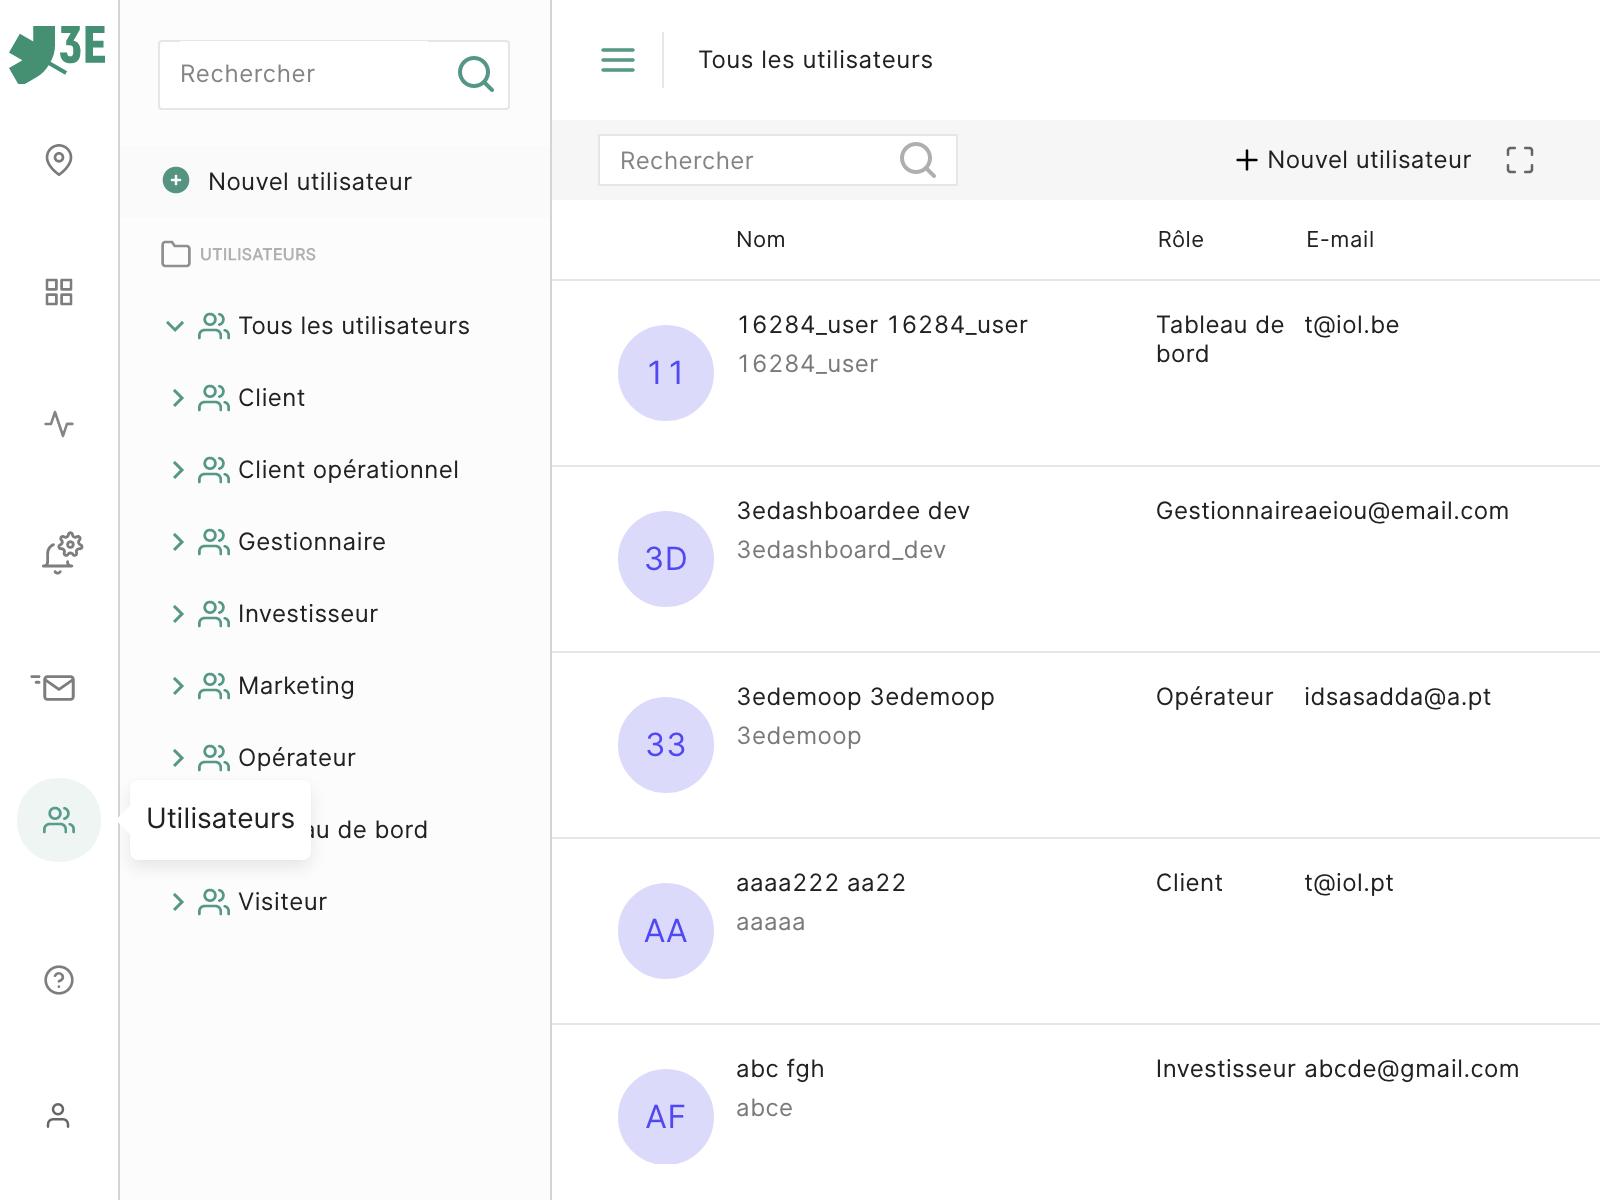 3E
Rechercher
Nouvel utilisateur
UTILISATEURS
Tous les utilisateurs
Client
Client opérationnel
Gestionnaire
Investisseur
Marketing
Opérateur
Utilisateurs
au de bord
Visiteur
Tous les utilisateurs
Rechercher
Nouvel utilisateur
Nom Rôle E-mail
11
16284_user 16284_user
16284_user
Tableau de
bord
t@iol.be
3D
3edashboardee dev
3edashboard_dev
Gestionnaire
aeiou@email.com
33
3edemoop 3edemoop
3edemoop
Opérateur
idsasadda@a.pt
AA
aaaa222 aa22
aaaaa
Client
t@iol.pt
AF
abc fgh
abce
Investisseur
abcde@gmail.com